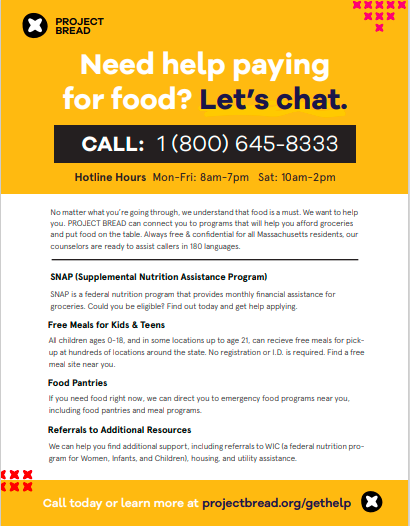 PROJECT
BREAD
Need help paying
for food? Let's chat.
CALL: 1 (800) 645-8333
Hotline Hours Mon-Fri: 8am-7pm Sat: 10am-2pm
No matter what you're going through, we understand that food is a must. We want to help
you. PROJECT BREAD can connect you to programs that will help you afford groceries
and put food on the table. Always free & confidential for all Massachusetts residents, our
counselors are ready to assist callers in 180 languages.
SNAP (Supplemental Nutrition Assistance Program)
SNAP is a federal nutrition program that provides monthly financial assistance for
groceries. Could you be eligible? Find out today and get help applying.
Free Meals for Kids & Teens
All children ages 0-18, and in some locations up to age 21, can recieve free meals for pick-
up at hundreds of locations around the state. No registration or I.D. is required. Find a free
meal site near you.
Food Pantries
If you need food right now, we can direct you to emergency food programs near you,
including food pantries and meal programs.
Referrals to Additional Resources
We can help you find additional support, including referrals to WIC (a federal nutrition pro-
gram for Women, Infants, and Children), housing, and utility assistance.
Call today or learn more at projectbread.org/gethelp